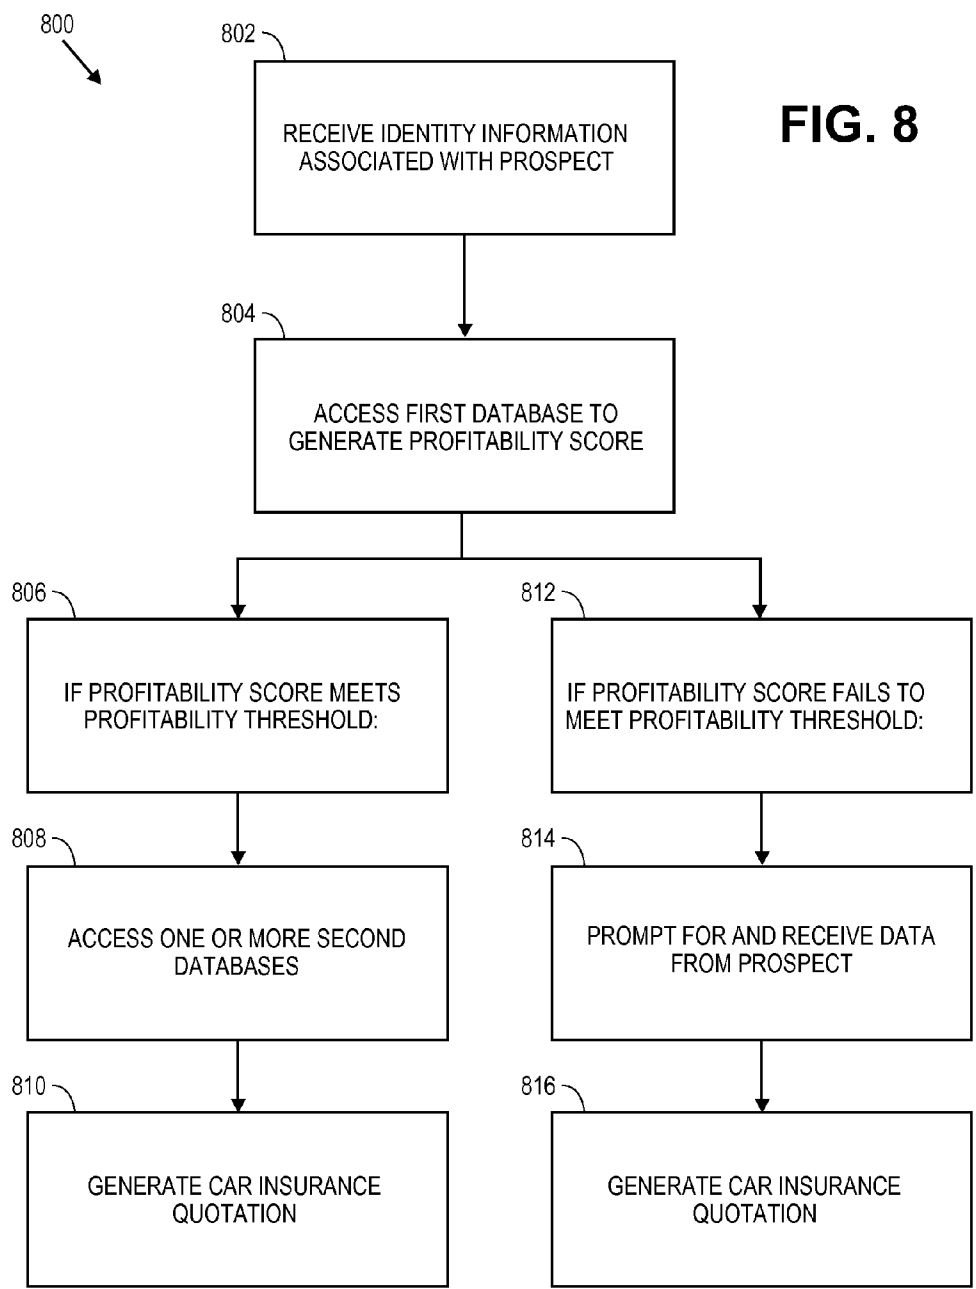 800
802
FIG. 8
RECEIVE IDENTITY INFORMATION
ASSOCIATED WITH PROSPECT
804
ACCESS FIRST DATABASE TO
GENERATE PROFITABILITY SCORE
806
IF PROFITABILITY SCORE MEETS
PROFITABILITY THRESHOLD:
812
IF PROFITABILITY SCORE FAILS TO
MEET PROFITABILITY THRESHOLD:
808
ACCESS ONE OR MORE SECOND
DATABASES
814
PROMPT FOR AND RECEIVE DATA
FROM PROSPECT
810
GENERATE CAR INSURANCE
QUOTATION
816
GENERATE CAR INSURANCE
QUOTATION